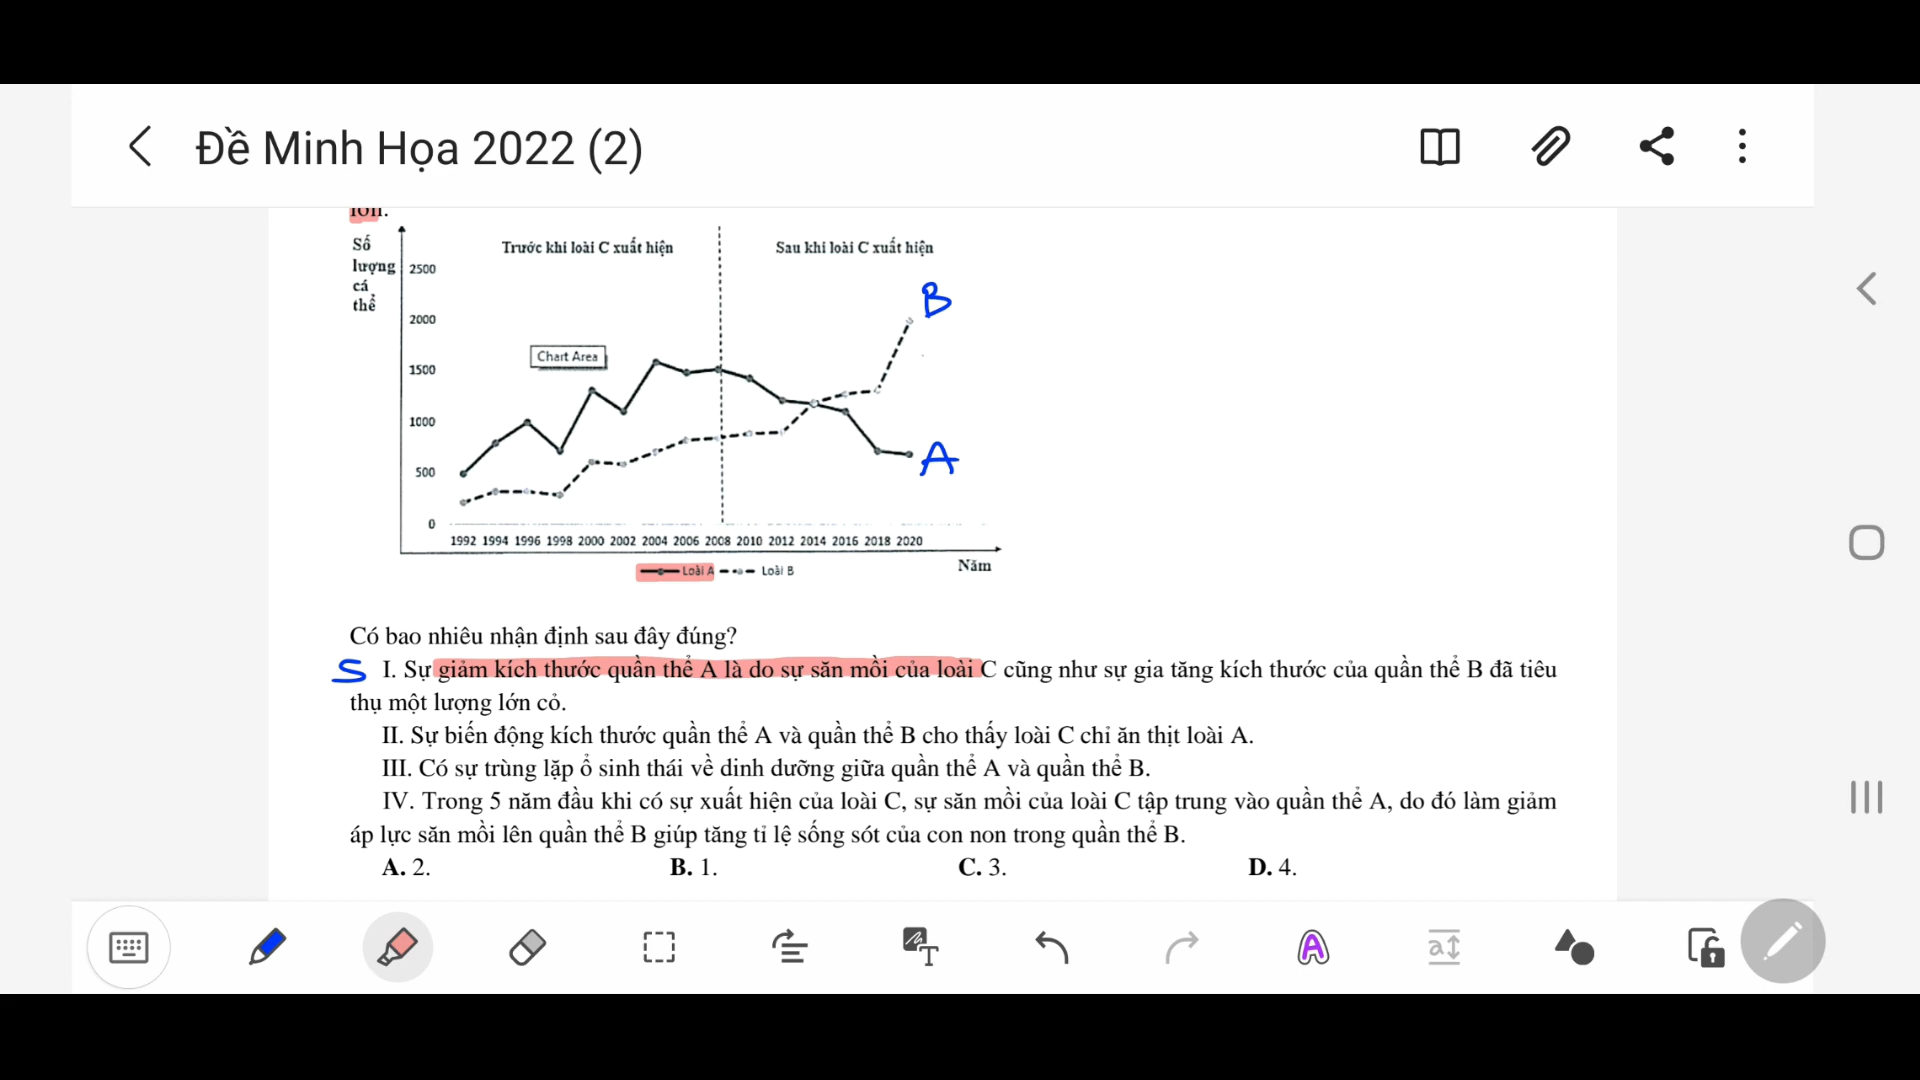 Đề Minh Họa 2022 (2)
lớn.
Số
lượng
cá
thể
Trước khi loài C xuất hiện
Sau khi loài C xuất hiện
2500
2000
1500
1000
500
0
Chart Area
B
A
1992 1994 1996 1998 2000 2002 2004 2006 2008 2010 2012 2014 2016 2018 2020
Năm
Loài A Loài B
Có bao nhiêu nhận định sau đây đúng?
S I. Sự giảm kích thước quần thể A là do sự săn mồi của loài C cũng như sự gia tăng kích thước của quần thể B đã tiêu
thụ một lượng lớn cỏ.
II. Sự biến động kích thước quần thể A và quần thể B cho thấy loài C chỉ ăn thịt loài A.
III. Có sự trùng lặp ổ sinh thái về dinh dưỡng giữa quần thể A và quần thể B.
IV. Trong 5 năm đầu khi có sự xuất hiện của loài C, sự săn mồi của loài C tập trung vào quần thể A, do đó làm giảm
áp lực săn mồi lên quần thể B giúp tăng tỉ lệ sống sót của con non trong quần thể B.
A. 2. B. 1. C. 3. D. 4.